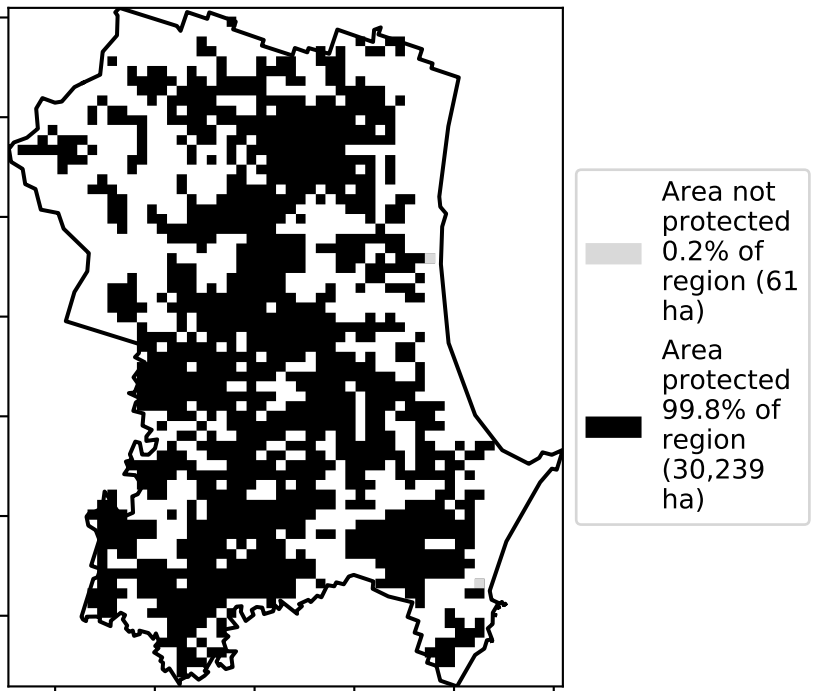 Area not
protected
0.2% of
region (61
ha)
Area
protected
99.8% of
region
(30,239
ha)